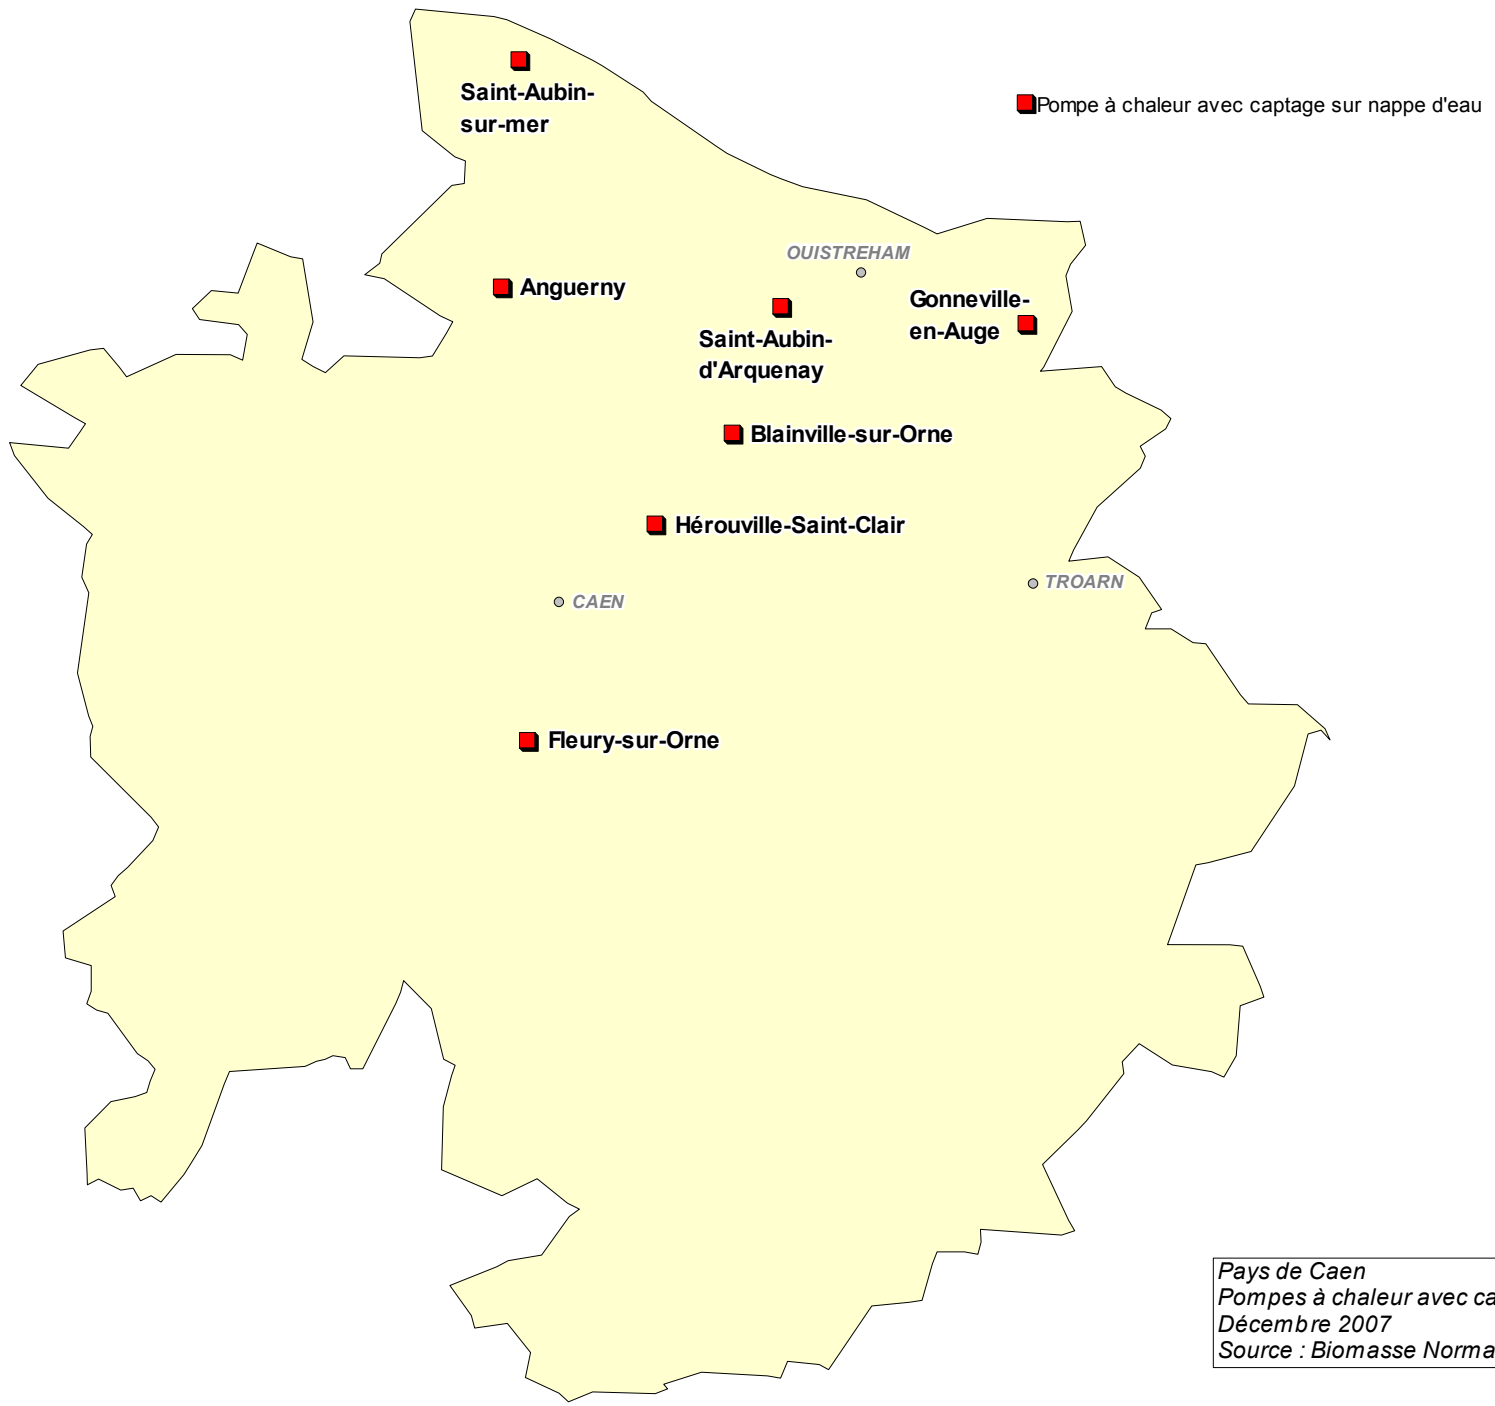 Saint-Aubin-
sur-mer
Pompe à chaleur avec captage sur nappe d'eau
OUISTREHAM
Anguerny
Gonneville-
en-Auge
Saint-Aubin-
d'Arquenay
Blainville-sur-Orne
Hérouville-Saint-Clair
TROARN
CAEN
Fleury-sur-Orne
Pays de Caen
Pompes à chaleur avec ca
Décembre 2007
Source : Biomasse Norma